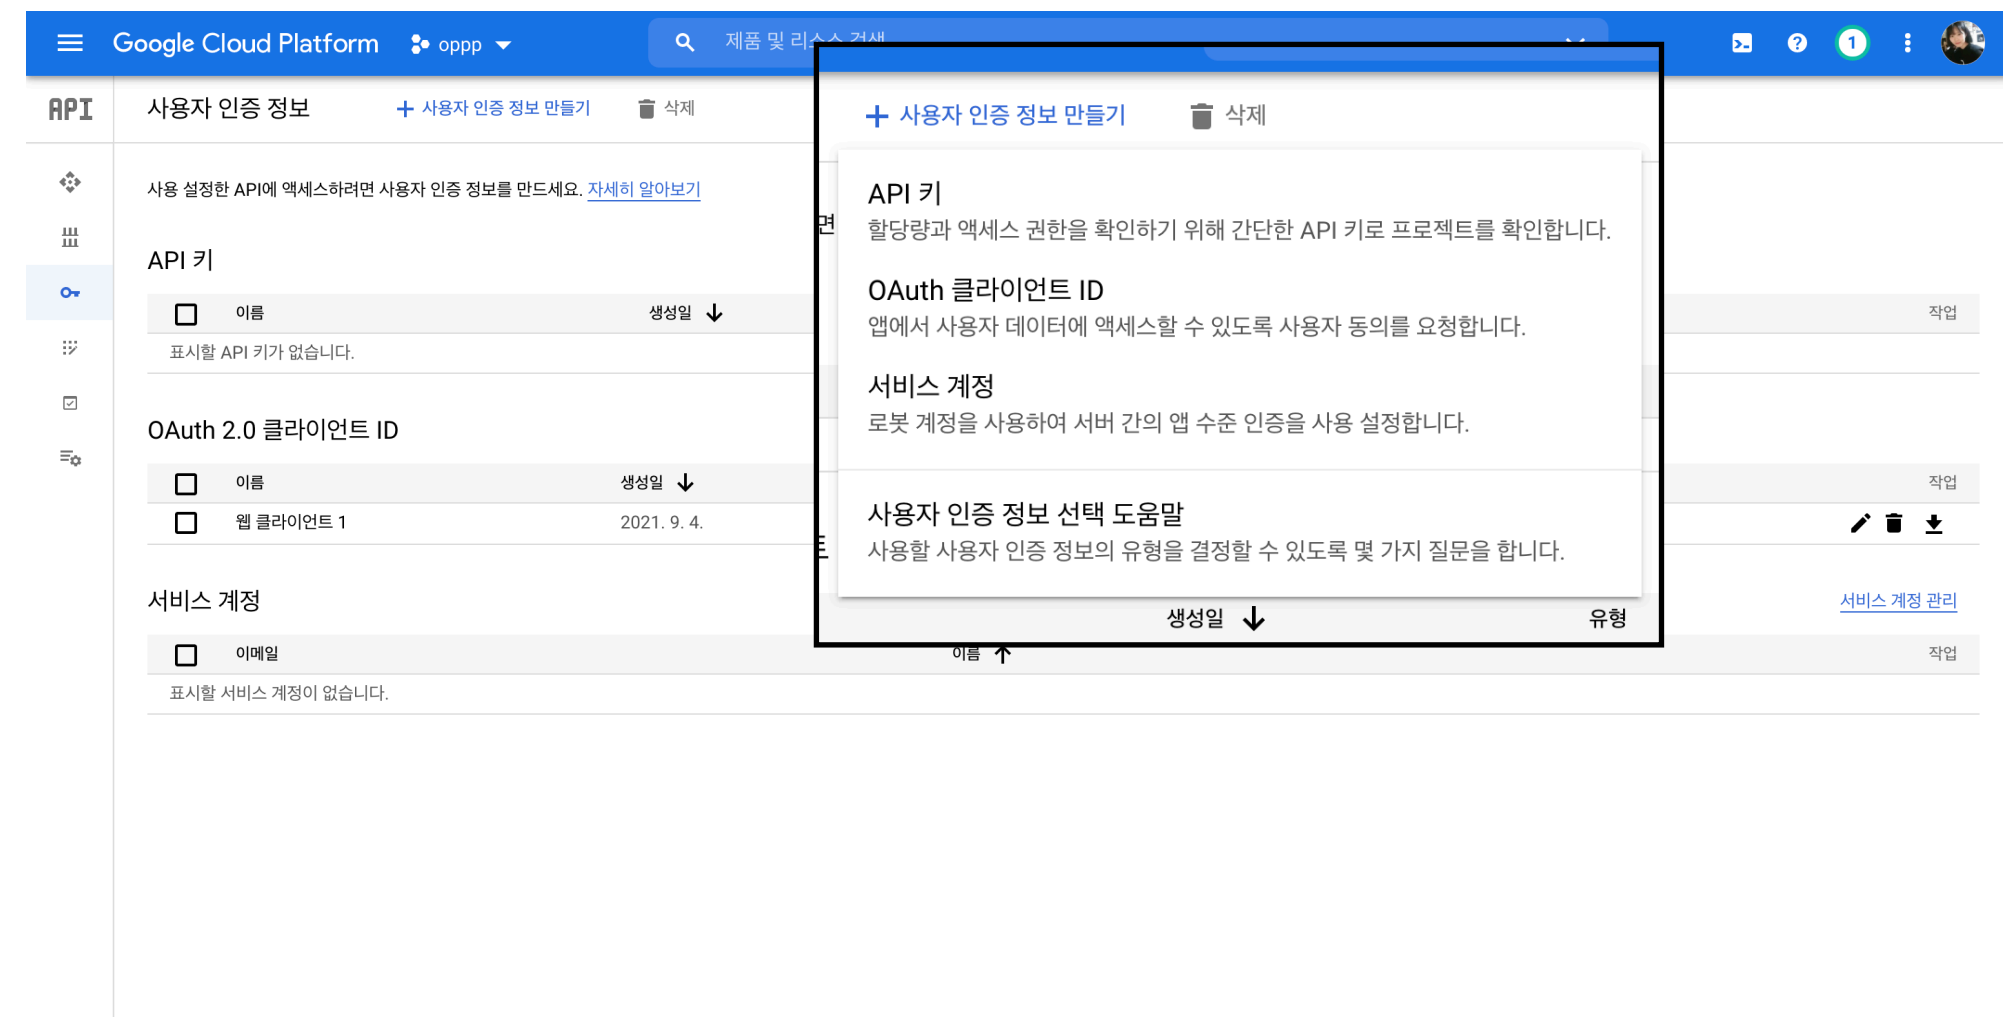 Google Cloud Platform oppp 1
API 사용자 인증 정보 + 사용자 인증 정보 만들기 삭제
사용 설정한 API에 액세스하려면 사용자 인증 정보를 만드세요. 자세히 알아보기
API 키
이름 생성일 작업
표시할 API 키가 없습니다.
OAuth 2.0 클라이언트 ID
이름 생성일 작업
웹 클라이언트 1 2021. 9. 4.
서비스 계정 서비스 계정 관리
이메일 이름 작업
표시할 서비스 계정이 없습니다.
+ 사용자 인증 정보 만들기 삭제
면
API 키
할당량과 액세스 권한을 확인하기 위해 간단한 API 키로 프로젝트를 확인합니다.
OAuth 클라이언트 ID
앱에서 사용자 데이터에 액세스할 수 있도록 사용자 동의를 요청합니다.
서비스 계정
로봇 계정을 사용하여 서버 간의 앱 수준 인증을 사용 설정합니다.
사용자 인증 정보 선택 도움말
사용할 사용자 인증 정보의 유형을 결정할 수 있도록 몇 가지 질문을 합니다.
생성일 유형